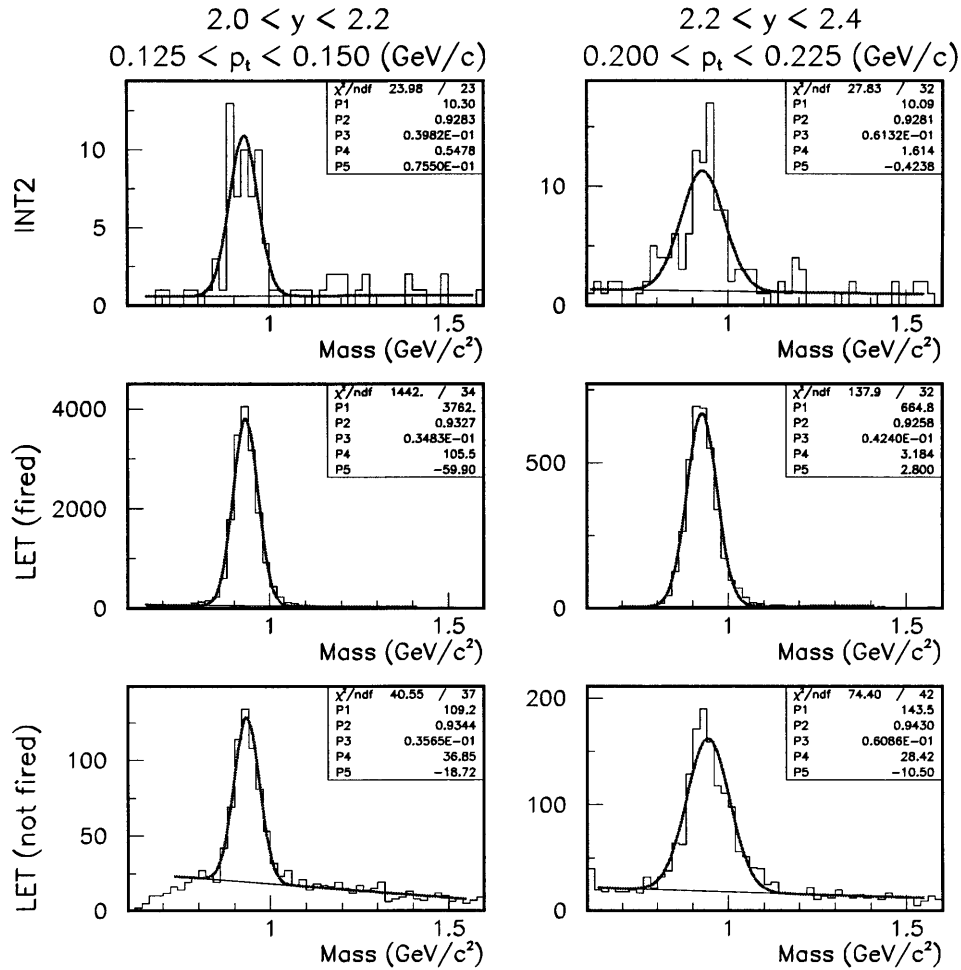 2.0 < y < 2.2
0.125 < pₜ < 0.150 (GeV/c)
2.2 < y < 2.4
0.200 < pₜ < 0.225 (GeV/c)
INT2
χ²/ndf 23.98 / 23
P1 10.30
P2 0.9283
P3 0.3982E-01
P4 0.5478
P5 0.7550E-01
10
5
0
1
1.5
Mass (GeV/c²)
χ²/ndf 27.83 / 32
P1 10.09
P2 0.9281
P3 0.6132E-01
P4 1.614
P5 -0.4238
10
0
1
1.5
Mass (GeV/c²)
LET (fired)
χ²/ndf 1442. / 34
P1 3762.
P2 0.9327
P3 0.3483E-01
P4 105.5
P5 -59.90
4000
2000
0
1
1.5
Mass (GeV/c²)
χ²/ndf 137.9 / 32
P1 664.8
P2 0.9258
P3 0.4240E-01
P4 3.184
P5 2.800
500
0
1
1.5
Mass (GeV/c²)
LET (not fired)
χ²/ndf 40.55 / 37
P1 109.2
P2 0.9344
P3 0.3565E-01
P4 36.85
P5 -18.72
100
50
0
1
1.5
Mass (GeV/c²)
χ²/ndf 74.40 / 42
P1 143.5
P2 0.9430
P3 0.6086E-01
P4 28.42
P5 -10.50
200
100
0
1
1.5
Mass (GeV/c²)